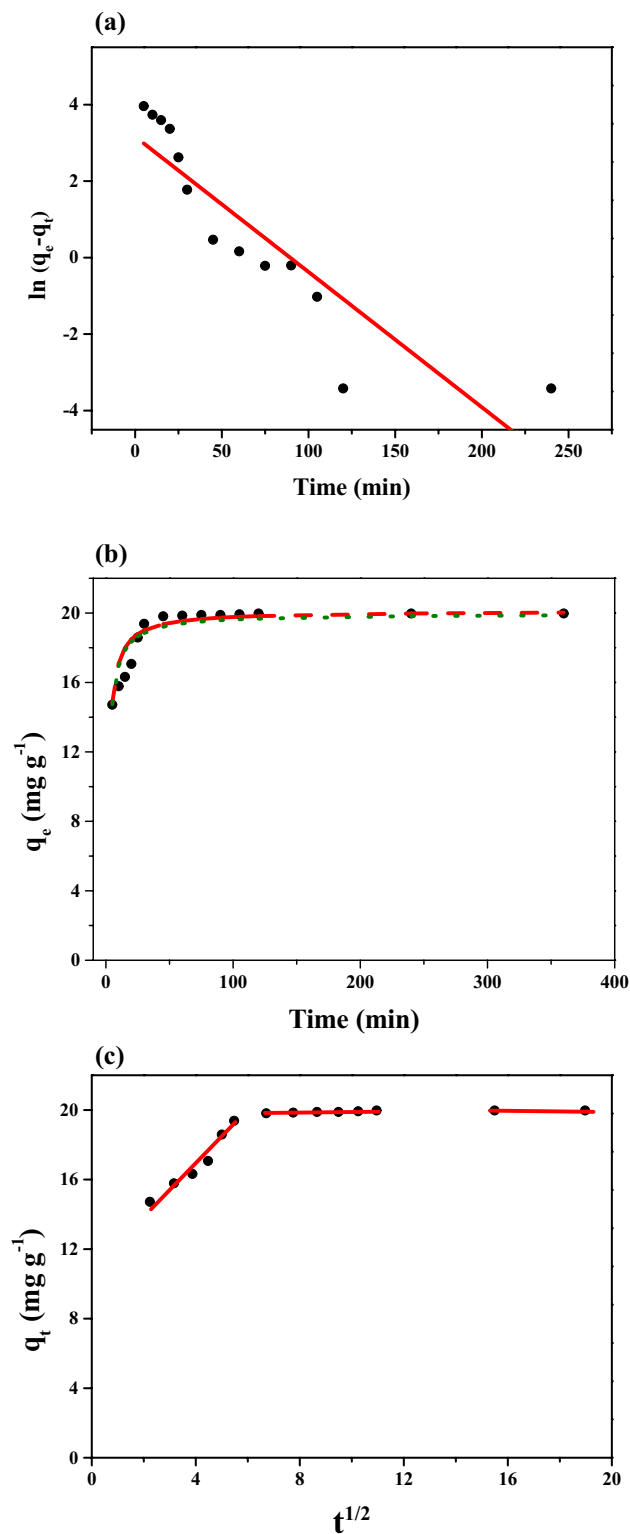 (a)
4
2
0
-2
-4
ln (qₑ-qₜ)
0 50 100 150 200 250
Time (min)
(b)
20
16
12
8
4
0
qₑ (mg g⁻¹)
0 100 200 300 400
Time (min)
(c)
20
16
12
8
4
0
qₜ (mg g⁻¹)
0 4 8 12 16 20
t¹/²